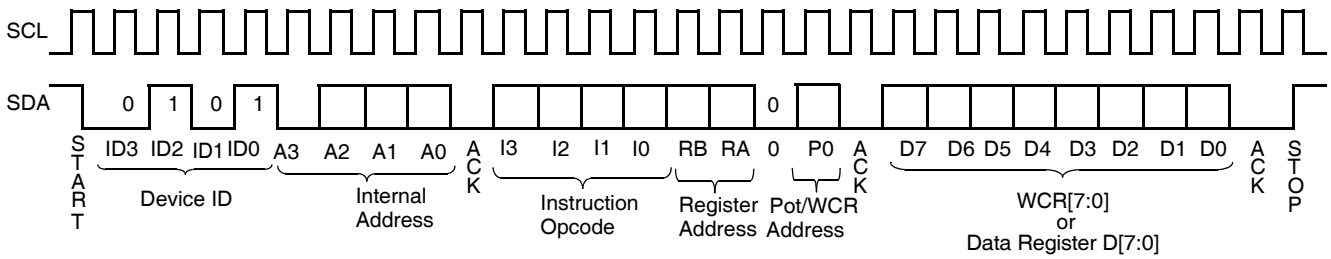 SCL
SDA
0 1 0 1 0
S
T
A
R
T
ID3 ID2 ID1 ID0 A3 A2 A1 A0
A
C
K
I3 I2 I1 I0 RB RA 0 P0
A
C
K
D7 D6 D5 D4 D3 D2 D1 D0
A
C
K
S
T
O
P
Device ID
Internal
Address
Instruction
Opcode
Register
Address
Pot/WCR
Address
WCR[7:0]
or
Data Register D[7:0]